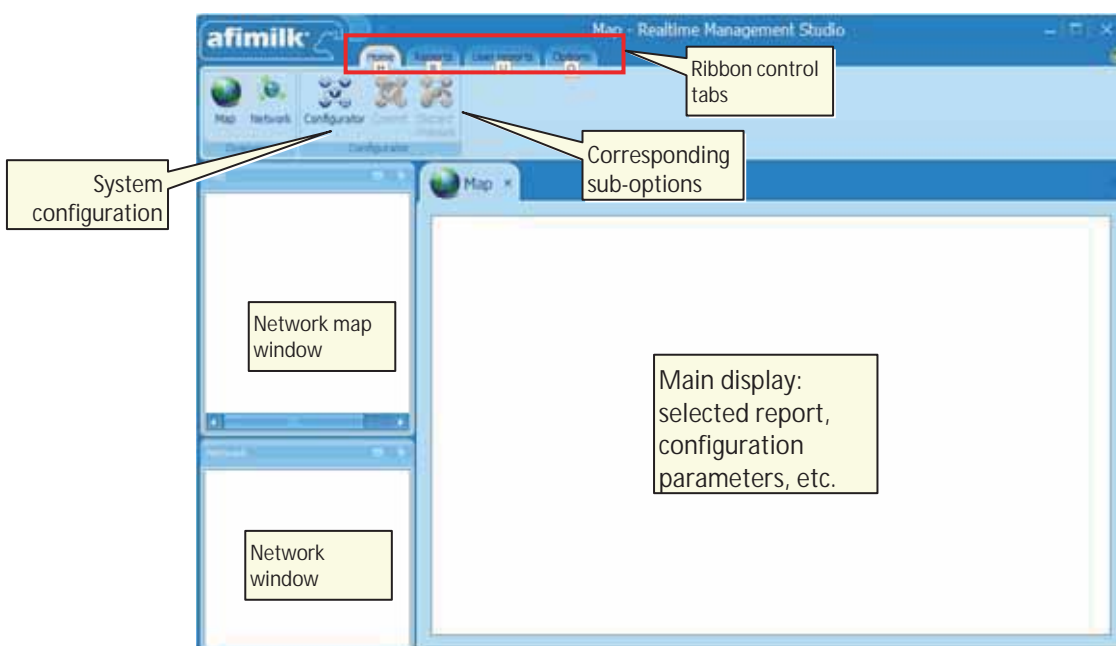 afimilk
Map - Realtime Management Studio
Home Reports User reports Options
H R U O
Ribbon control
tabs
Map Network Configurator Commit Discard
Configurator
Corresponding
sub-options
System
configuration
Map ×
Network map
window
Main display:
selected report,
configuration
parameters, etc.
Network
Network
window